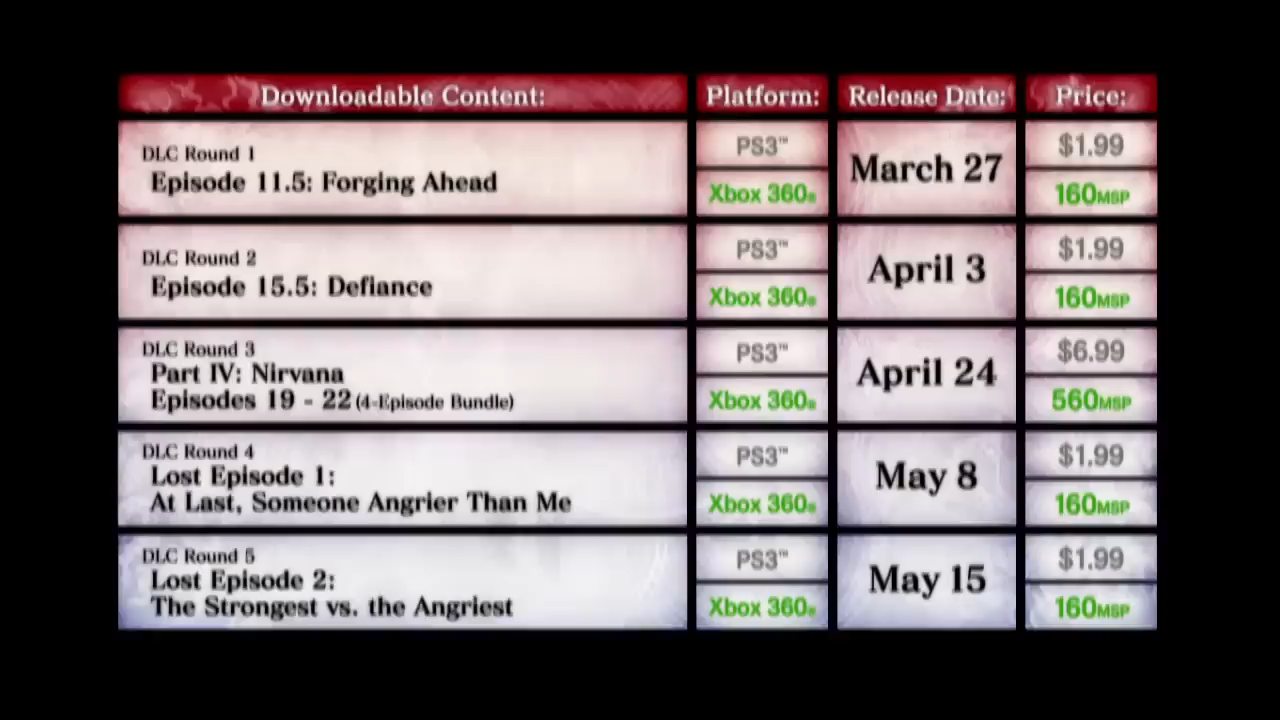 Downloadable Content: Platform: Release Date: Price:
DLC Round 1
Episode 11.5: Forging Ahead
PS3™ $1.99
March 27
Xbox 360® 160MSP
DLC Round 2
Episode 15.5: Defiance
PS3™ $1.99
April 3
Xbox 360® 160MSP
DLC Round 3
Part IV: Nirvana
Episodes 19 - 22 (4-Episode Bundle)
PS3™ $6.99
April 24
Xbox 360® 560MSP
DLC Round 4
Lost Episode 1:
At Last, Someone Angrier Than Me
PS3™ $1.99
May 8
Xbox 360® 160MSP
DLC Round 5
Lost Episode 2:
The Strongest vs. the Angriest
PS3™ $1.99
May 15
Xbox 360® 160MSP